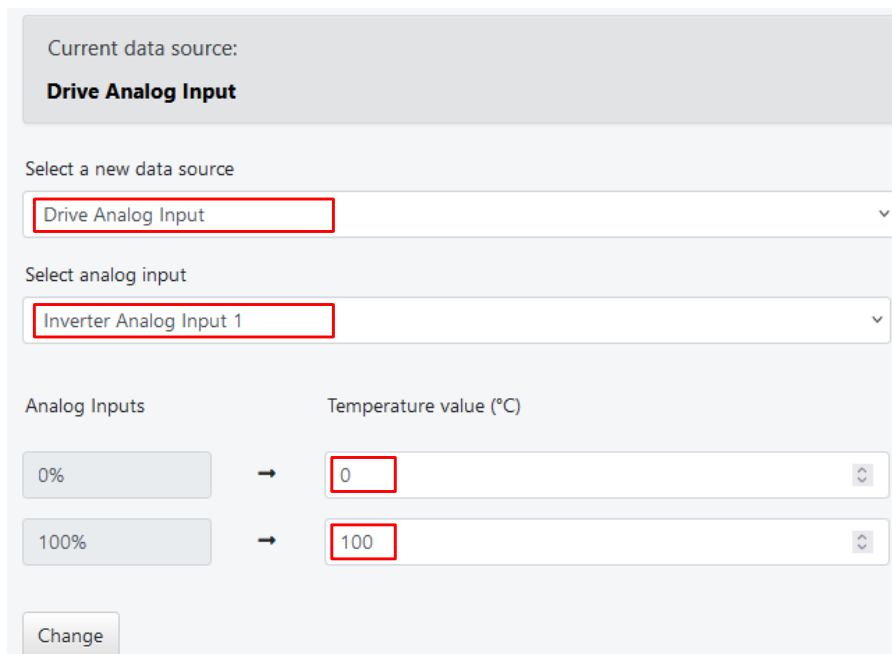 Current data source:
Drive Analog Input
Select a new data source
Drive Analog Input
Select analog input
Inverter Analog Input 1
Analog Inputs Temperature value (°C)
0% → 0
100% → 100
Change